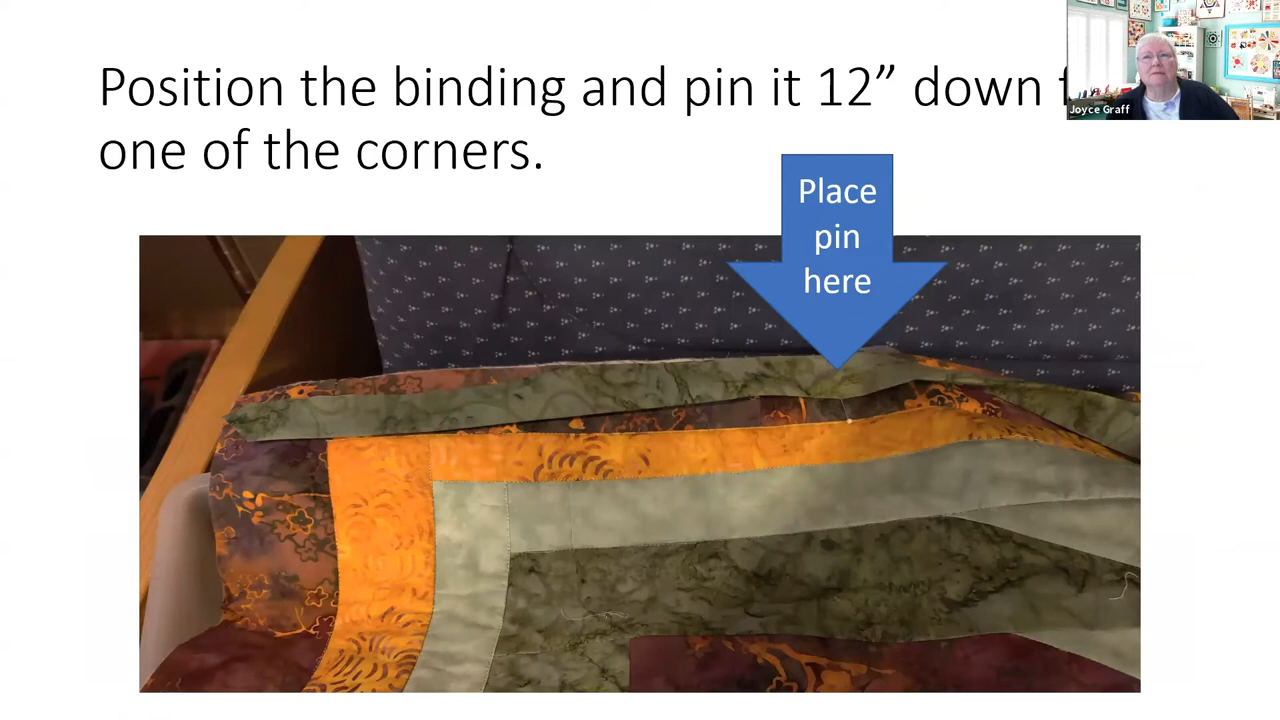 Position the binding and pin it 12” down
one of the corners.
Joyce Graff
Place
pin
here